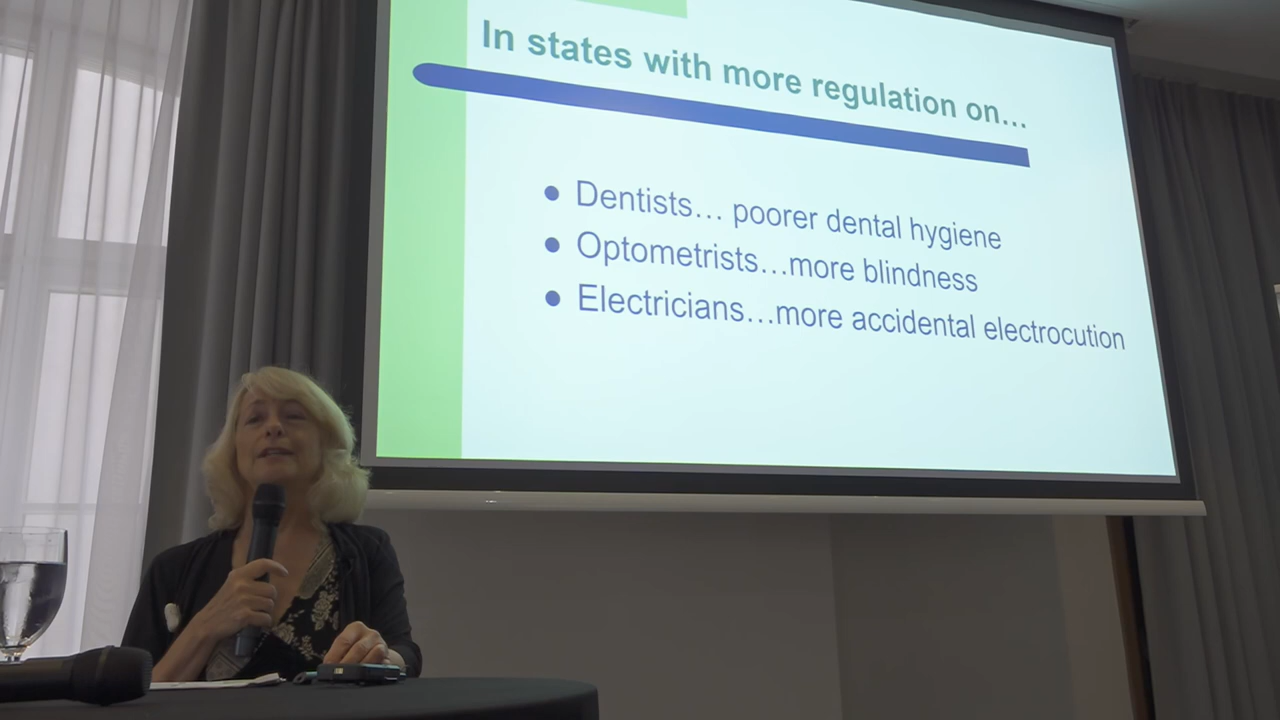 In states with more regulation on...
● Dentists... poorer dental hygiene
● Optometrists...more blindness
● Electricians...more accidental electrocution